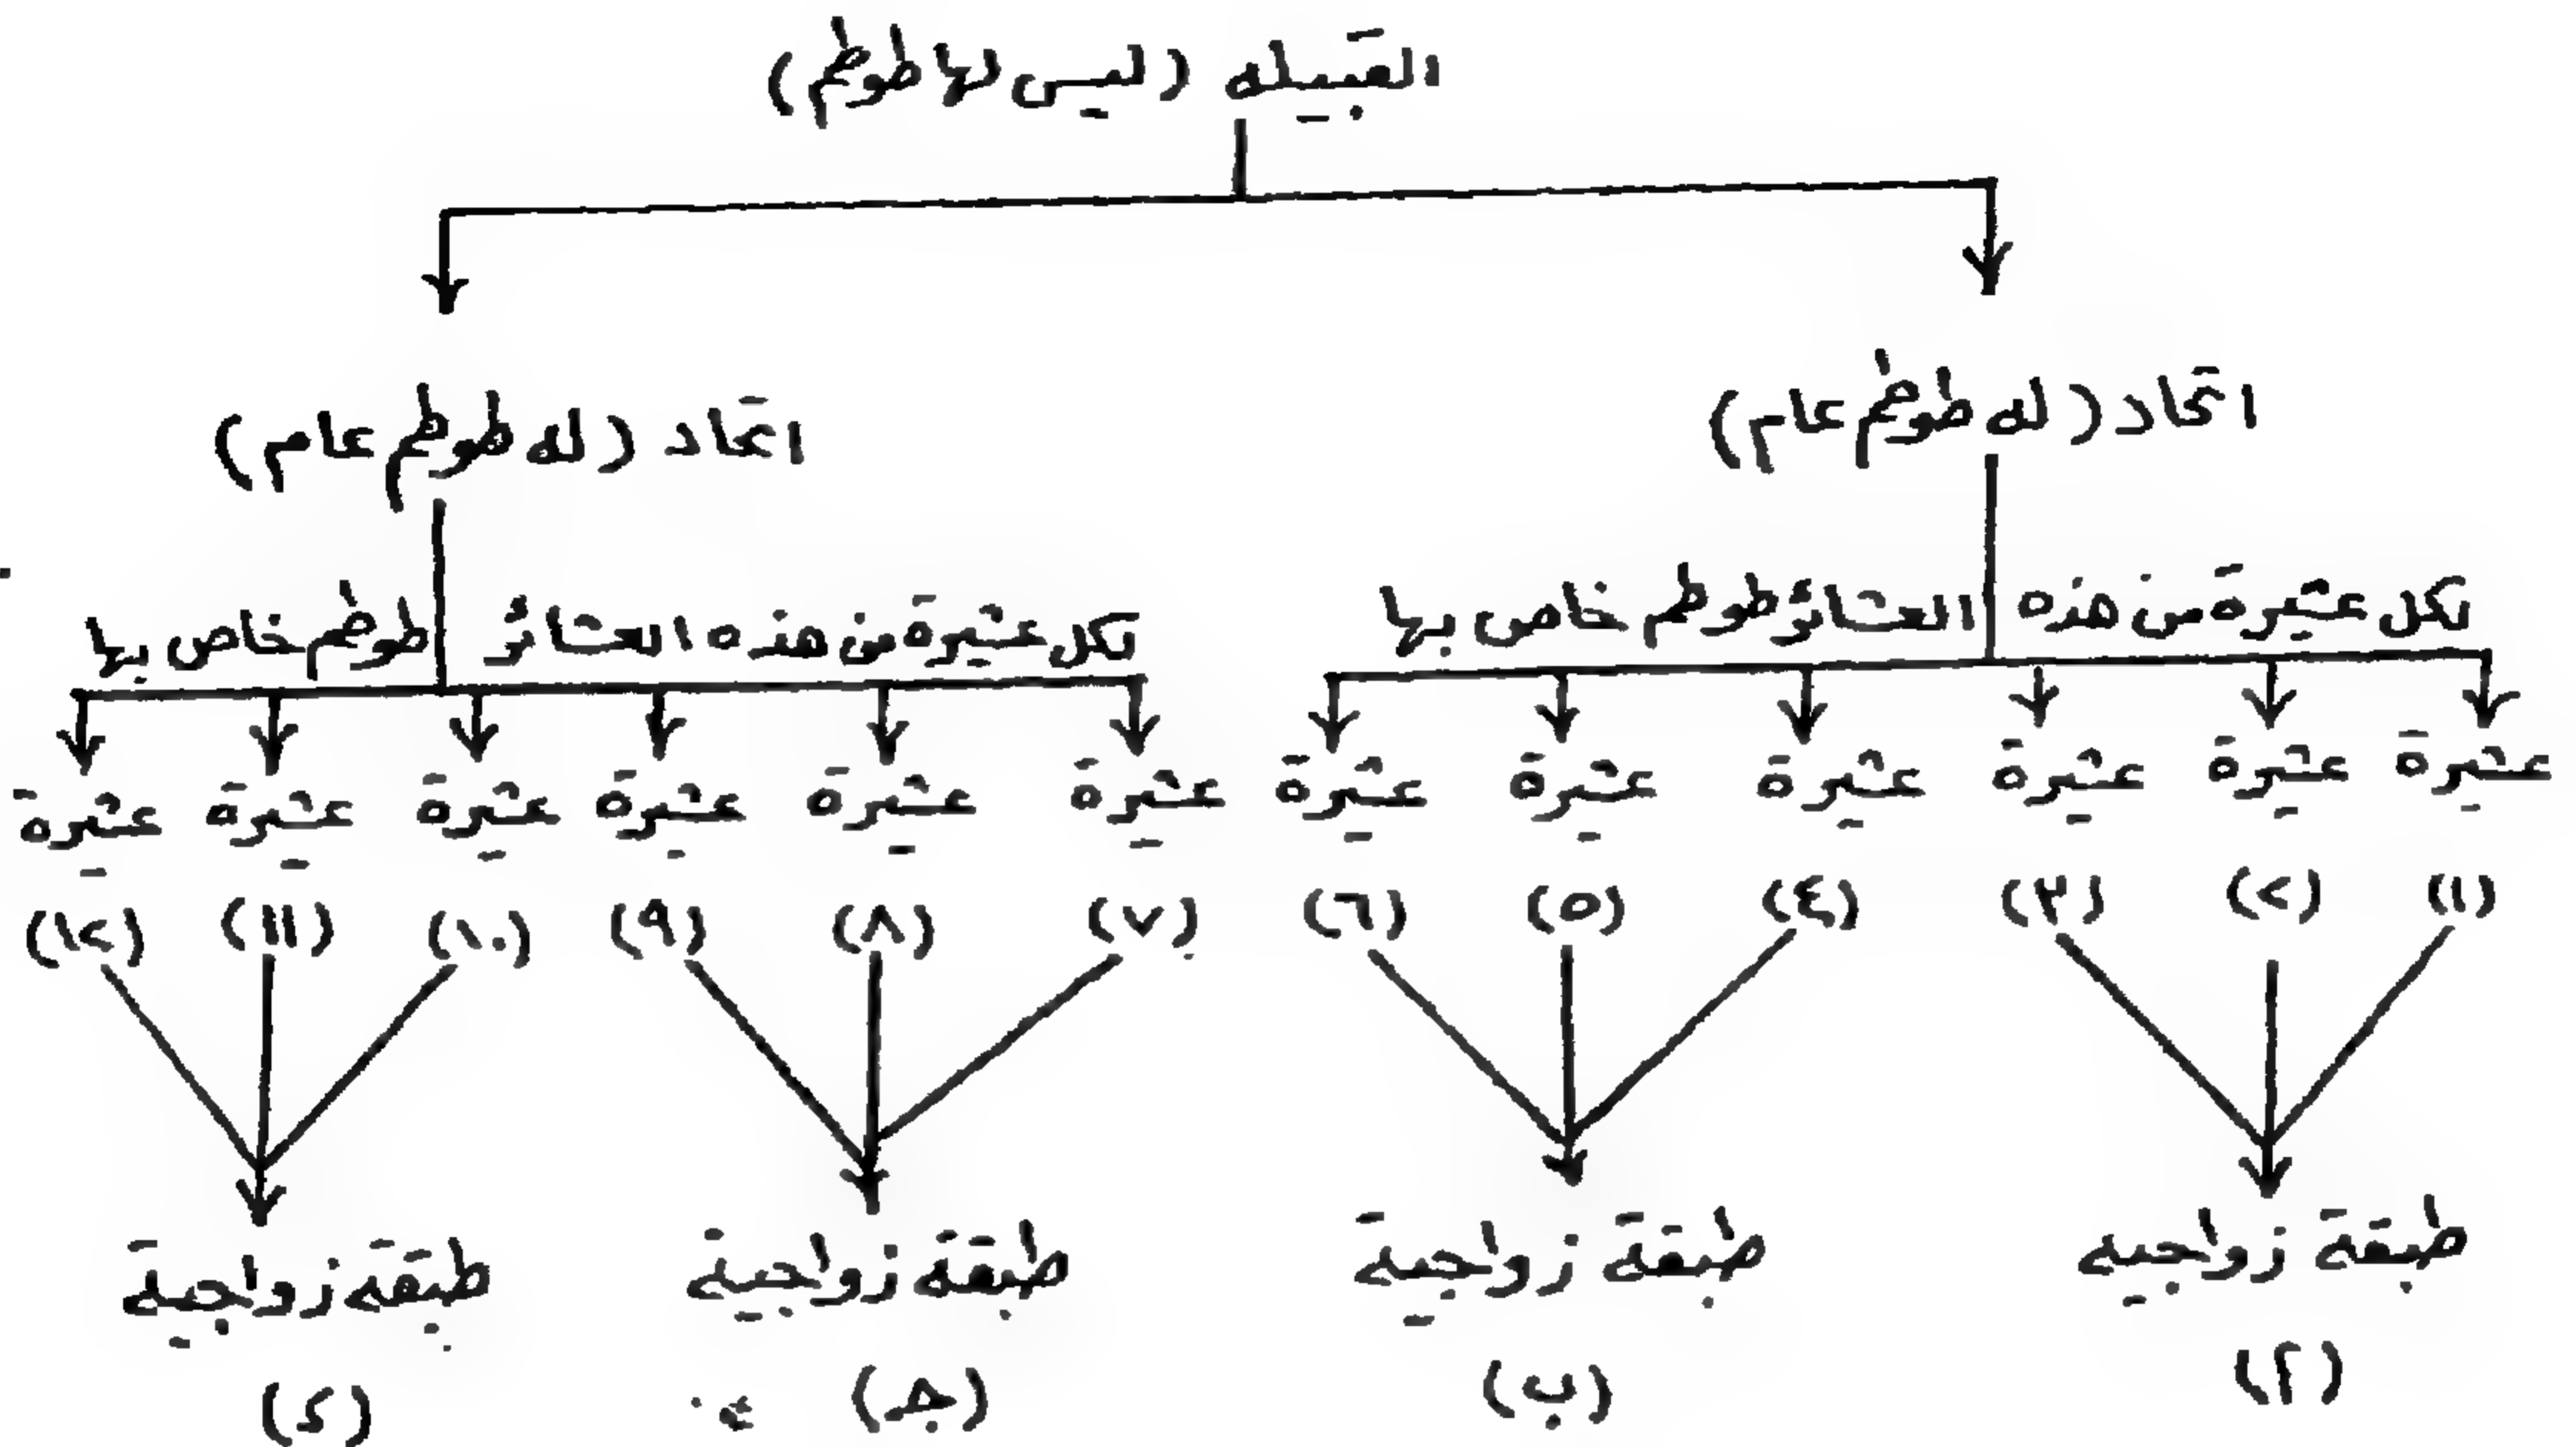 القبيله (ليس لها طوطم)
اتحاد (له طوطم عام)
اتحاد (له طوطم عام)
لكل عشيرة من هذه العشائر طوطم خاص بها
لكل عشيرة من هذه العشائر طوطم خاص بها
عشيرة عشيرة عشيرة عشيرة عشيرة عشيرة
عشيرة عشيرة عشيرة عشيرة عشيرة عشيرة
(١) (٢) (٣) (٤) (٥) (٦)
(٧) (٨) (٩) (١٠) (١١) (١٢)
طبقة زواجيه
طبقة زواجية
طبقة زواجية
طبقة زواجية
(أ)
(ب)
(جـ)
(د)